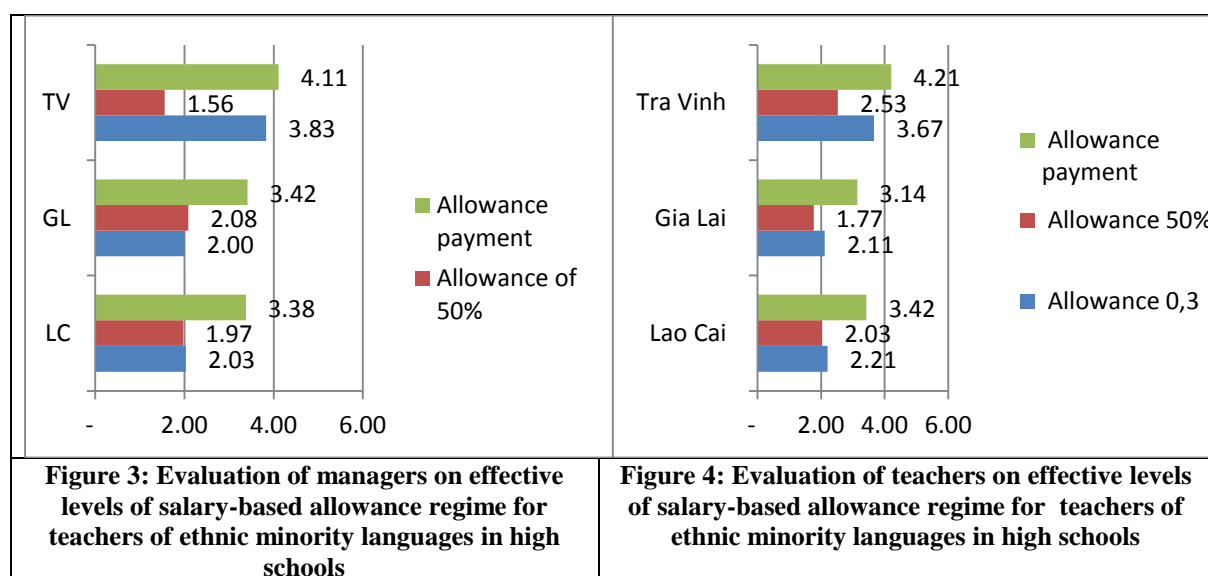 TV
4.11
1.56
3.83
GL
3.42
2.08
2.00
LC
3.38
1.97
2.03
- 2.00 4.00 6.00
Allowance
payment
Allowance of
50%
Figure 3: Evaluation of managers on effective
levels of salary-based allowance regime for
teachers of ethnic minority languages in high
schools
Tra Vinh
4.21
2.53
3.67
Gia Lai
3.14
1.77
2.11
Lao Cai
3.42
2.03
2.21
- 2.00 4.00 6.00
Allowance
payment
Allowance 50%
Allowance 0,3
Figure 4: Evaluation of teachers on effective levels
of salary-based allowance regime for teachers of
ethnic minority languages in high schools